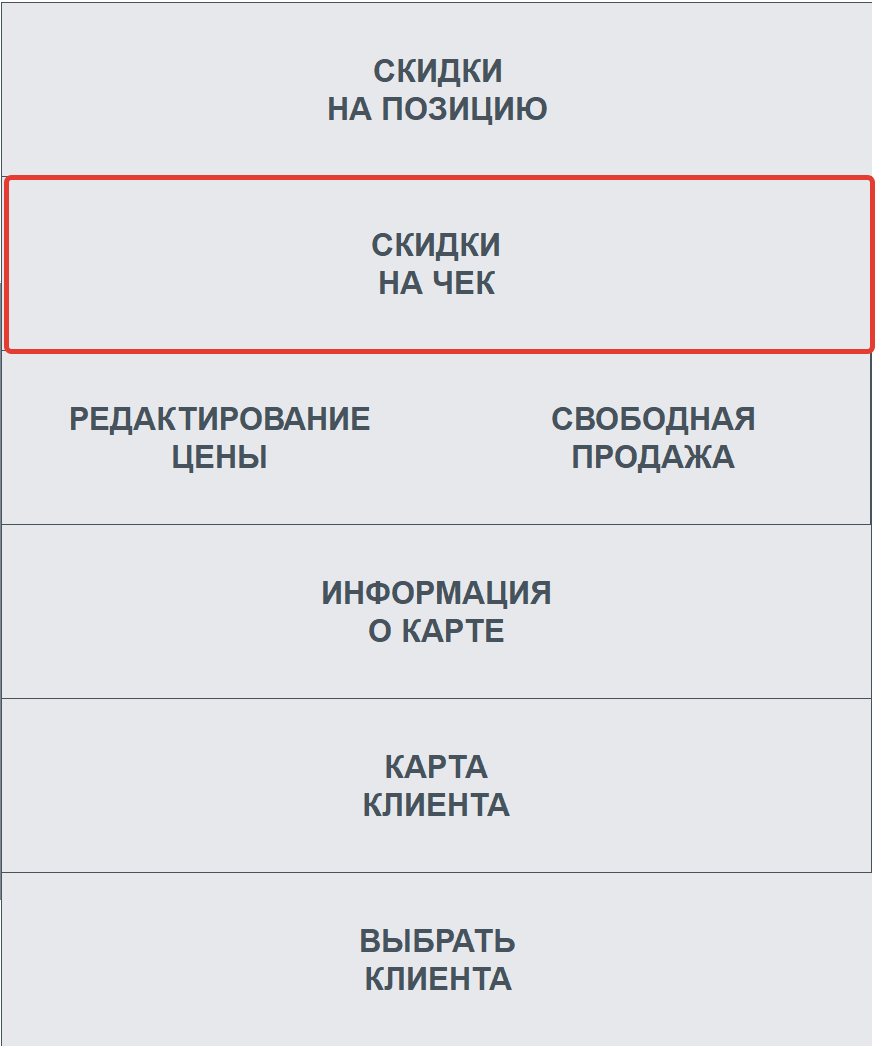 СКИДКИ
НА ПОЗИЦИЮ
СКИДКИ
НА ЧЕК
РЕДАКТИРОВАНИЕ
ЦЕНЫ
СВОБОДНАЯ
ПРОДАЖА
ИНФОРМАЦИЯ
О КАРТЕ
КАРТА
КЛИЕНТА
ВЫБРАТЬ
КЛИЕНТА